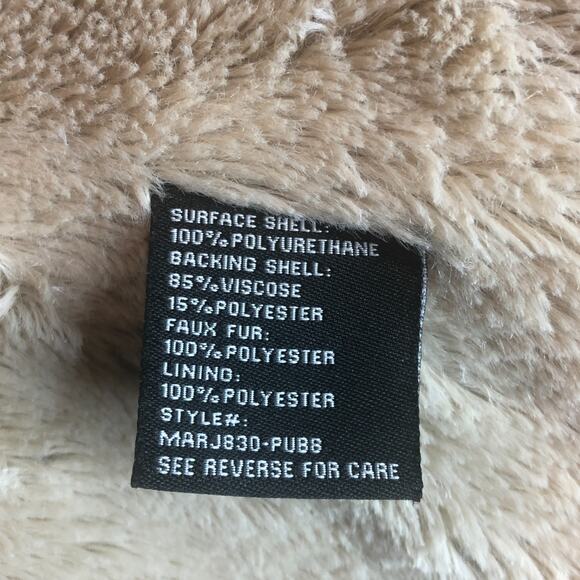 SURFACE SHELL:
100%POLYURETHANE
BACKING SHELL:
85%VISCOSE
15%POLYESTER
FAUX FUR:
100%POLYESTER
LINING:
100%POLYESTER
STYLE#:
MARJ830-PUB6
SEE REVERSE FOR CARE